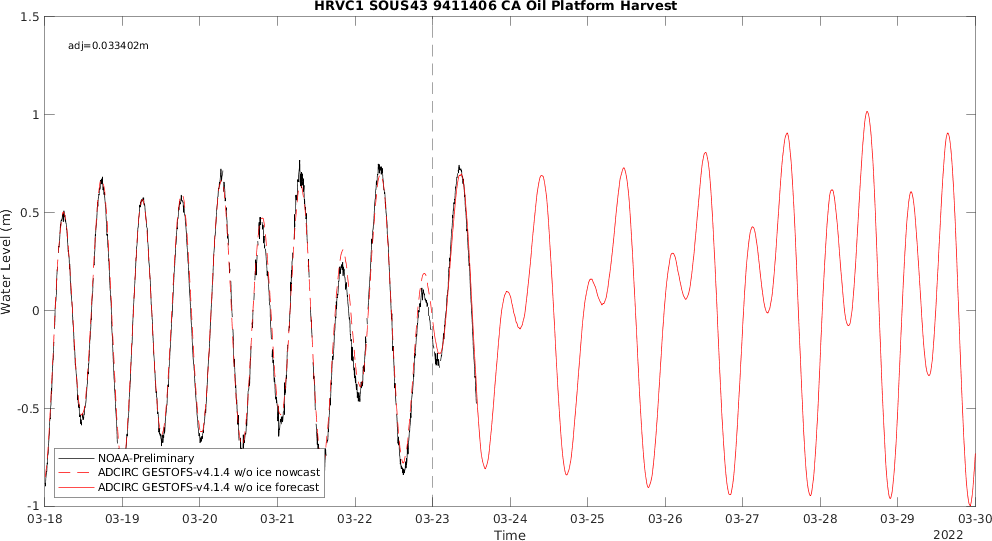 HRVC1 SOUS43 9411406 CA Oil Platform Harvest
1.5
adj=0.033402m
1
0.5
Water Level (m)
0
-0.5
NOAA-Preliminary
ADCIRC GESTOFS-v4.1.4 w/o ice nowcast
ADCIRC GESTOFS-v4.1.4 w/o ice forecast
-1
03-18 03-19 03-20 03-21 03-22 03-23 03-24 03-25 03-26 03-27 03-28 03-29 03-30
Time
2022